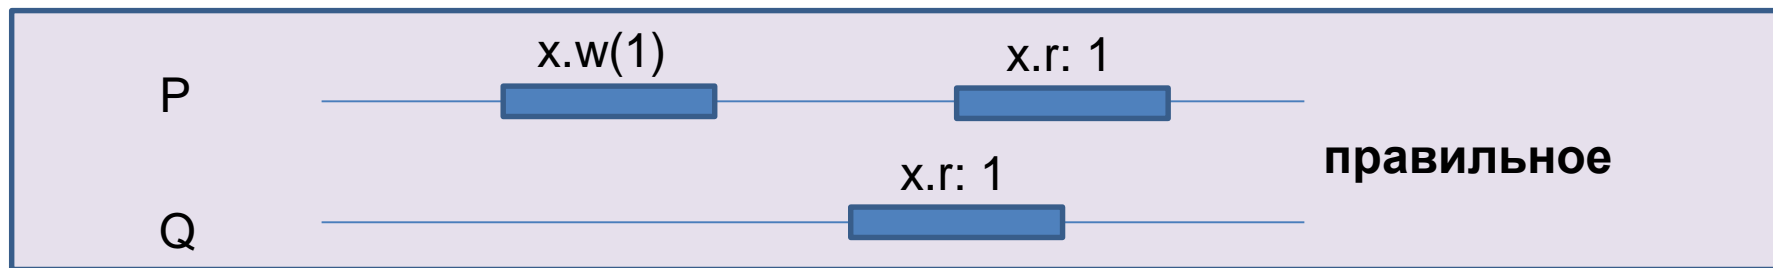 x.w(1) x.r: 1
P
правильное
x.r: 1
Q